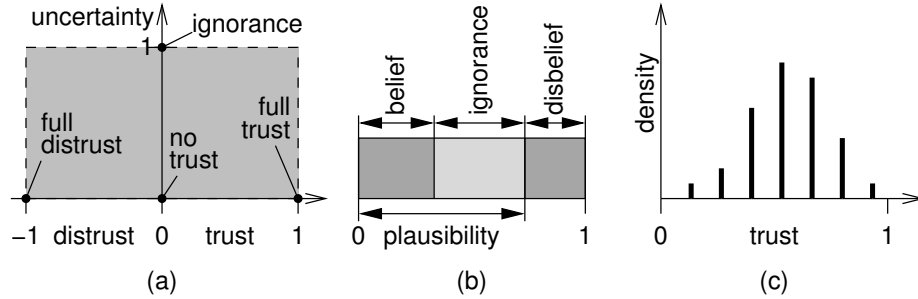 uncertainty
ignorance
1
full
distrust
no
trust
full
trust
−1 distrust 0 trust 1
(a)
belief
ignorance
disbelief
0 plausibility 1
(b)
density
0 trust 1
(c)